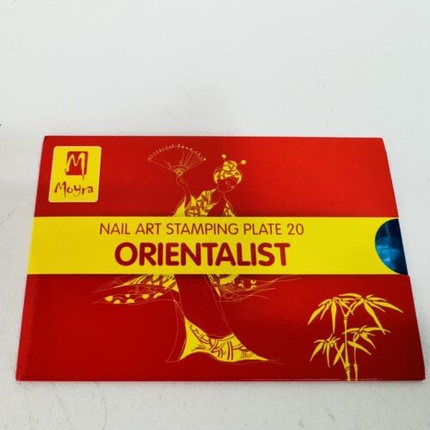 Moyra
NAIL ART STAMPING PLATE 20
ORIENTALIST